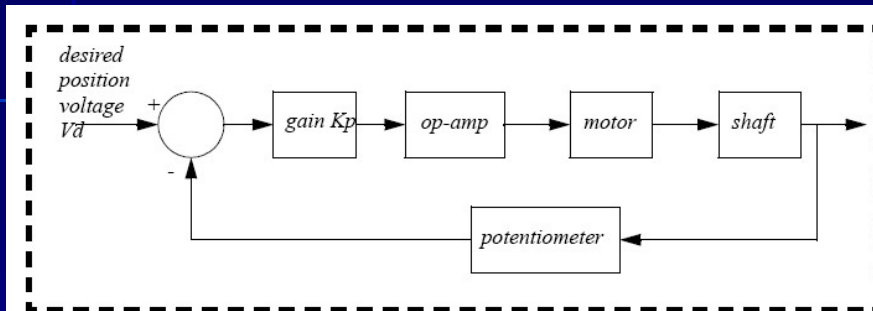 desired
position
voltage
Vd
+
-
gain Kp
op-amp
motor
shaft
potentiometer